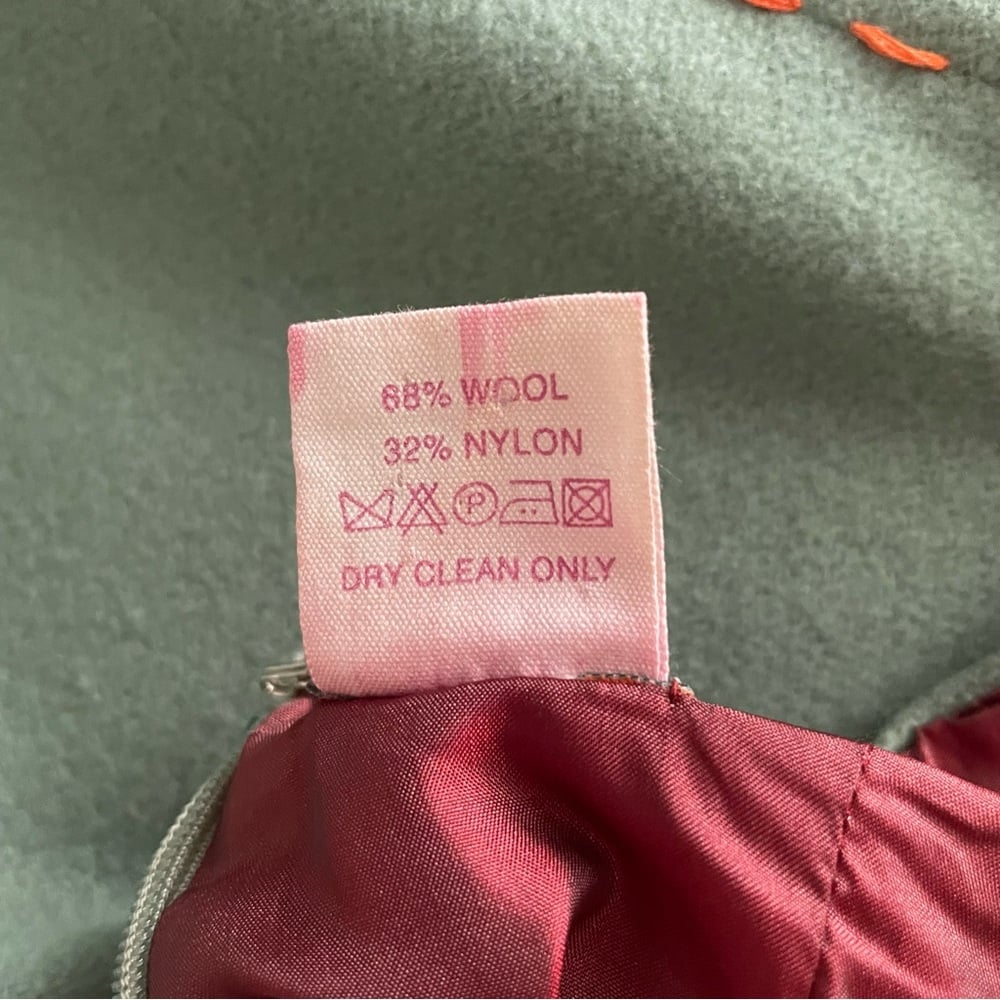 68% WOOL
32% NYLON
P
DRY CLEAN ONLY